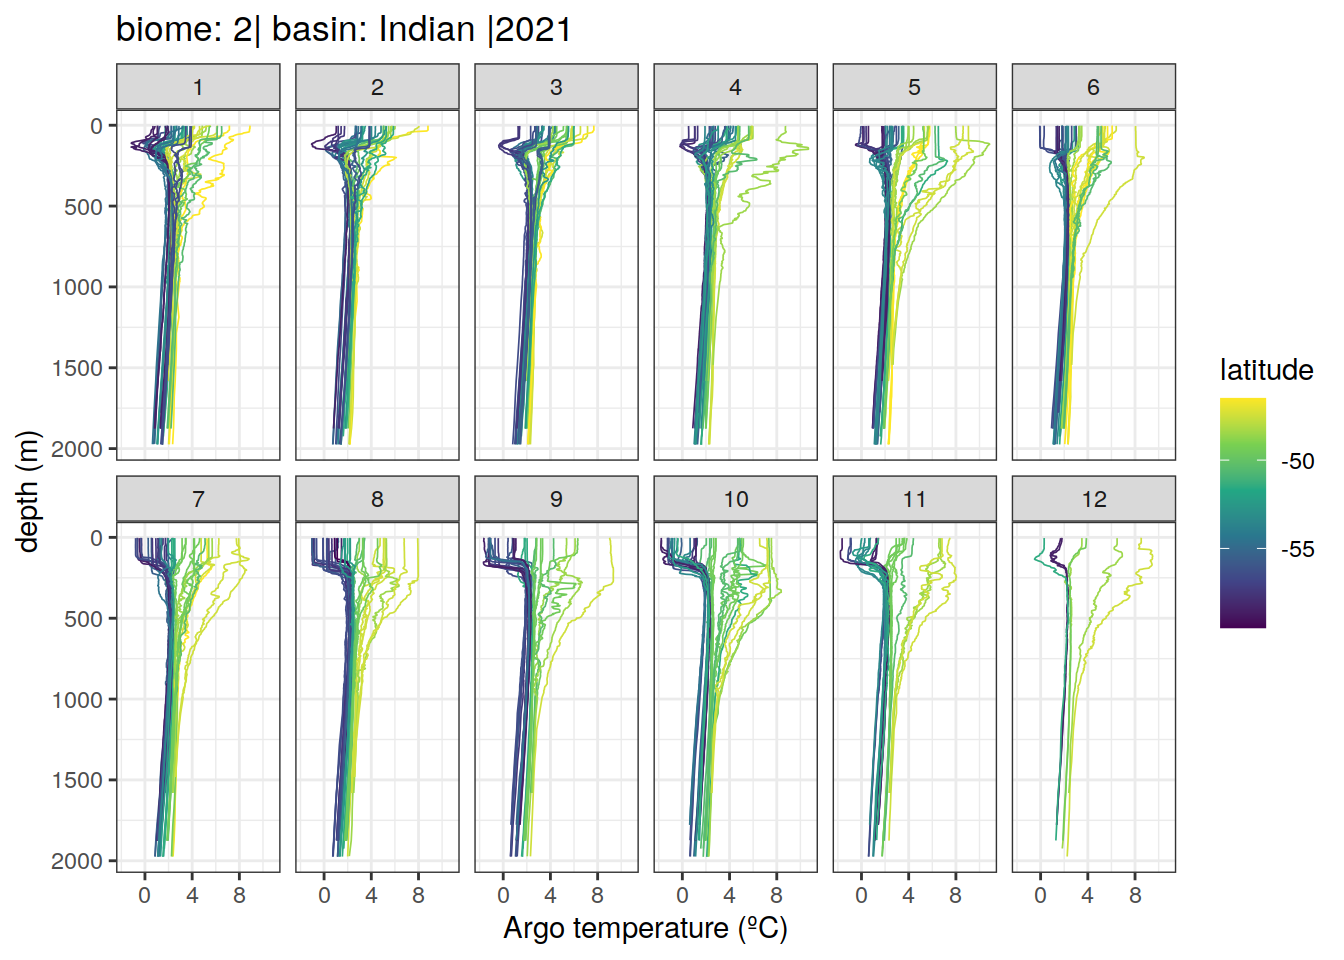 biome: 2| basin: Indian |2021
1 2 3 4 5 6
0
500
1000
1500
2000
7 8 9 10 11 12
0
500
1000
1500
2000
0 4 8 0 4 8 0 4 8 0 4 8 0 4 8 0 4 8
Argo temperature (ºC)
depth (m)
latitude
-50
-55